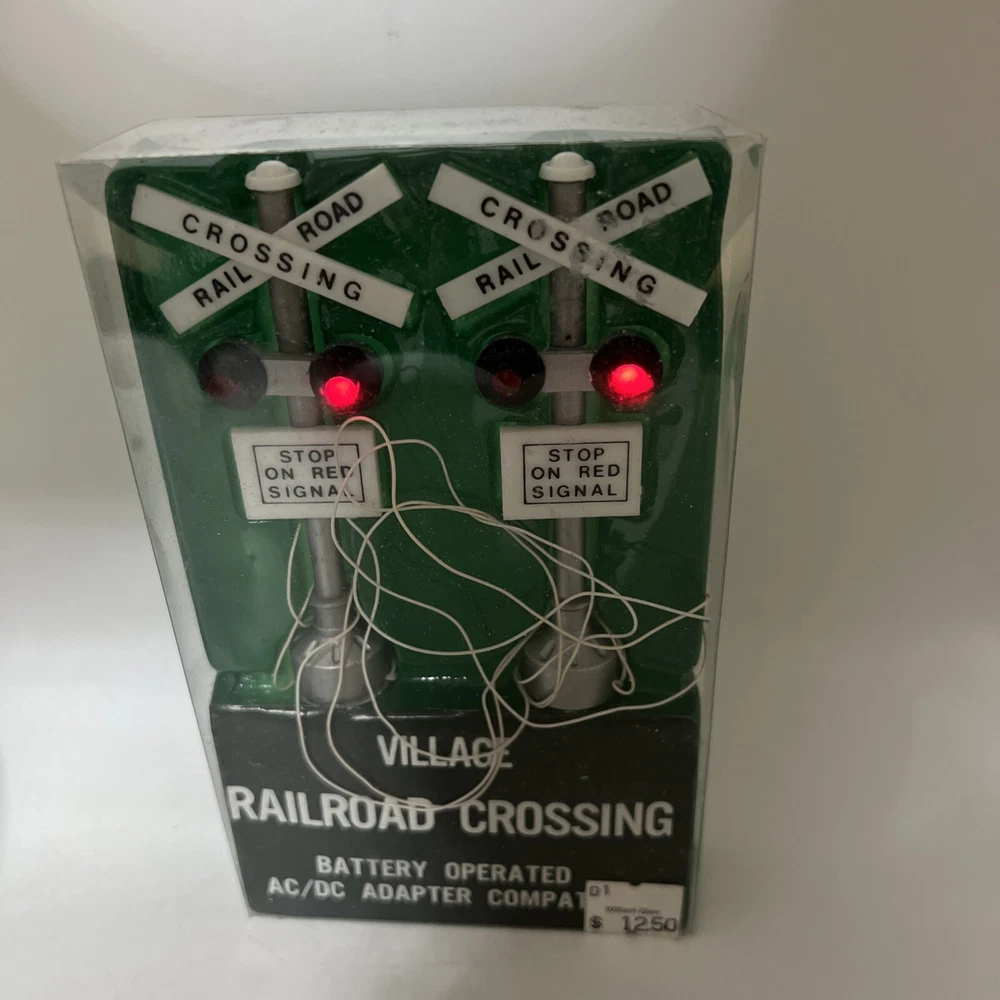 CROSSING
RAIL ROAD
CROSSING
RAIL ROAD
STOP
ON RED
SIGNAL
STOP
ON RED
SIGNAL
VILLAGE
RAILROAD CROSSING
BATTERY OPERATED
AC/DC ADAPTER COMPAT
01
$ 12.50